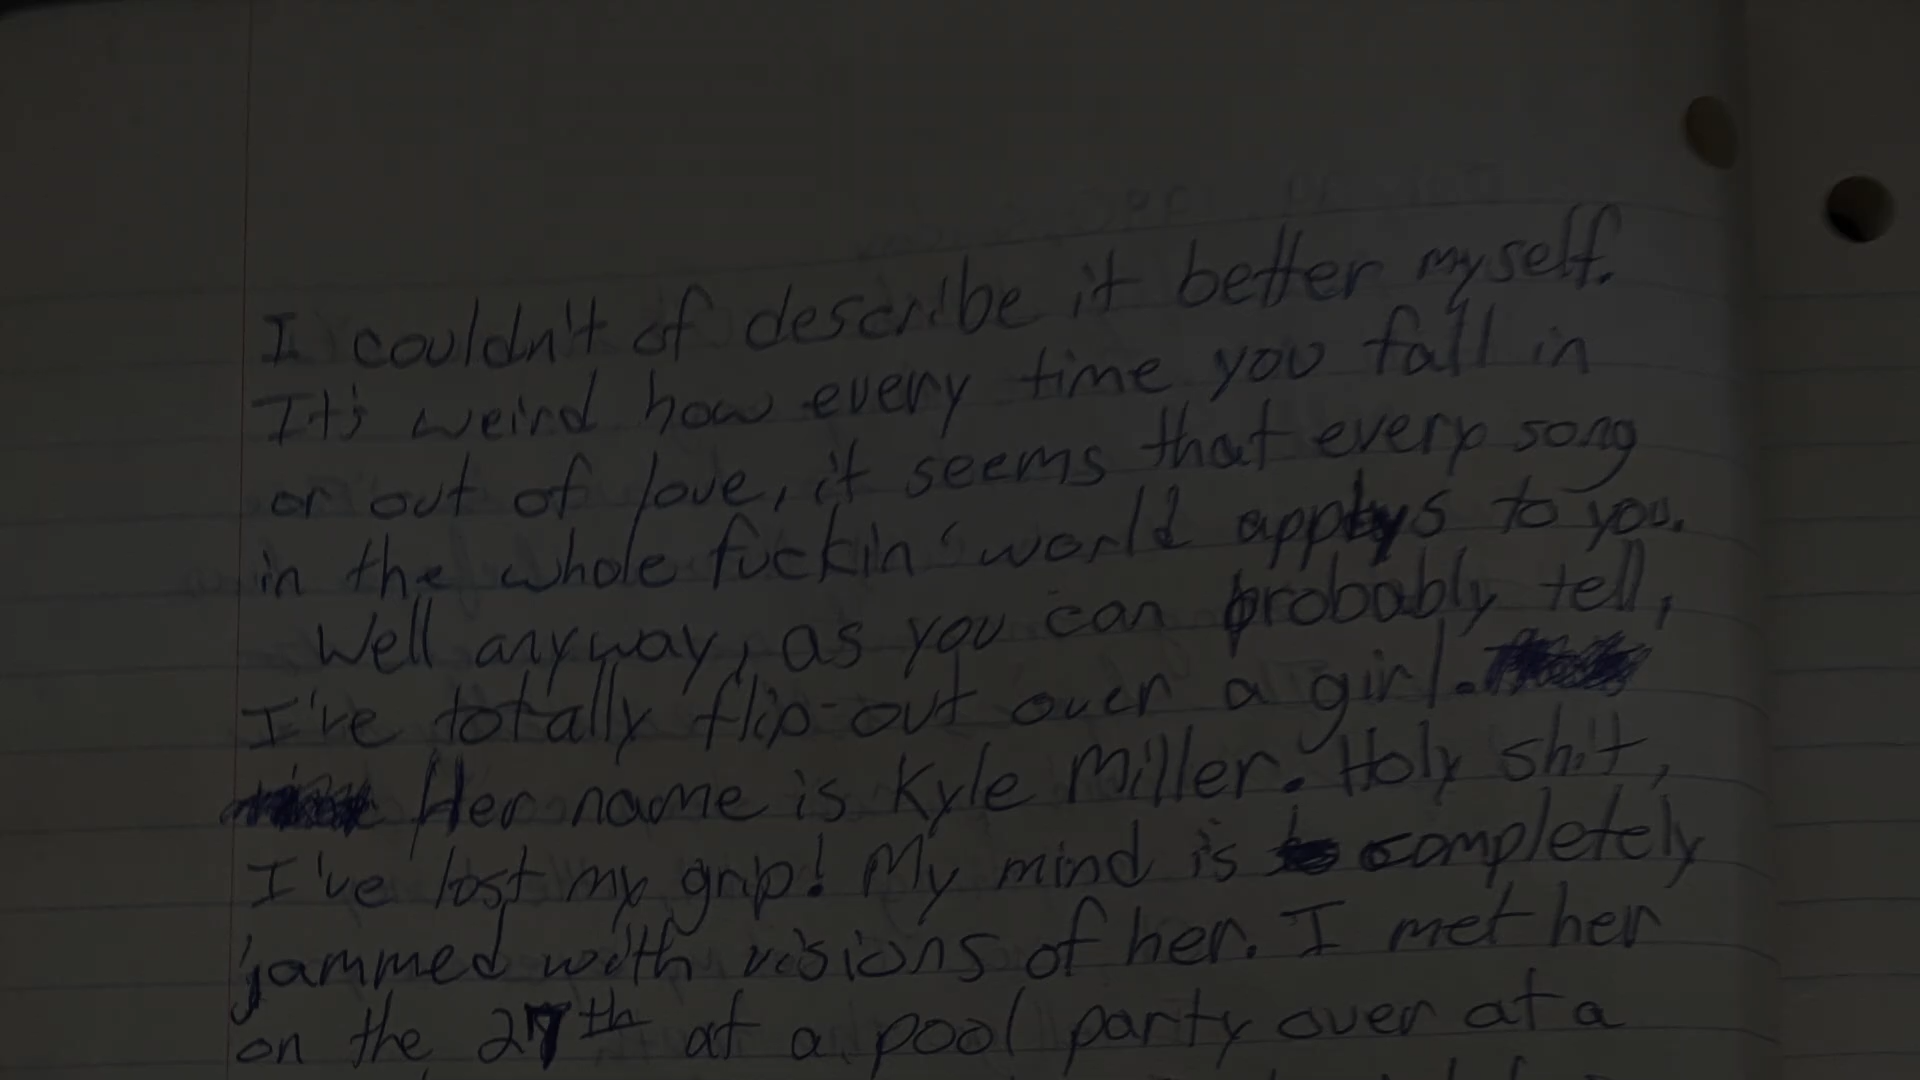 I couldn't of describe it better myself.
It's weird how every time you fall in
or out of love, it seems that every song
in the whole fuckin' world applys to you.
Well anyway, as you can probably tell,
I've totally flip-out over a girl.
Her name is Kyle Miller. Holy shit,
I've lost my grip! My mind is completely
jammed with visions of her. I met her
on the 27th at a pool party over at a